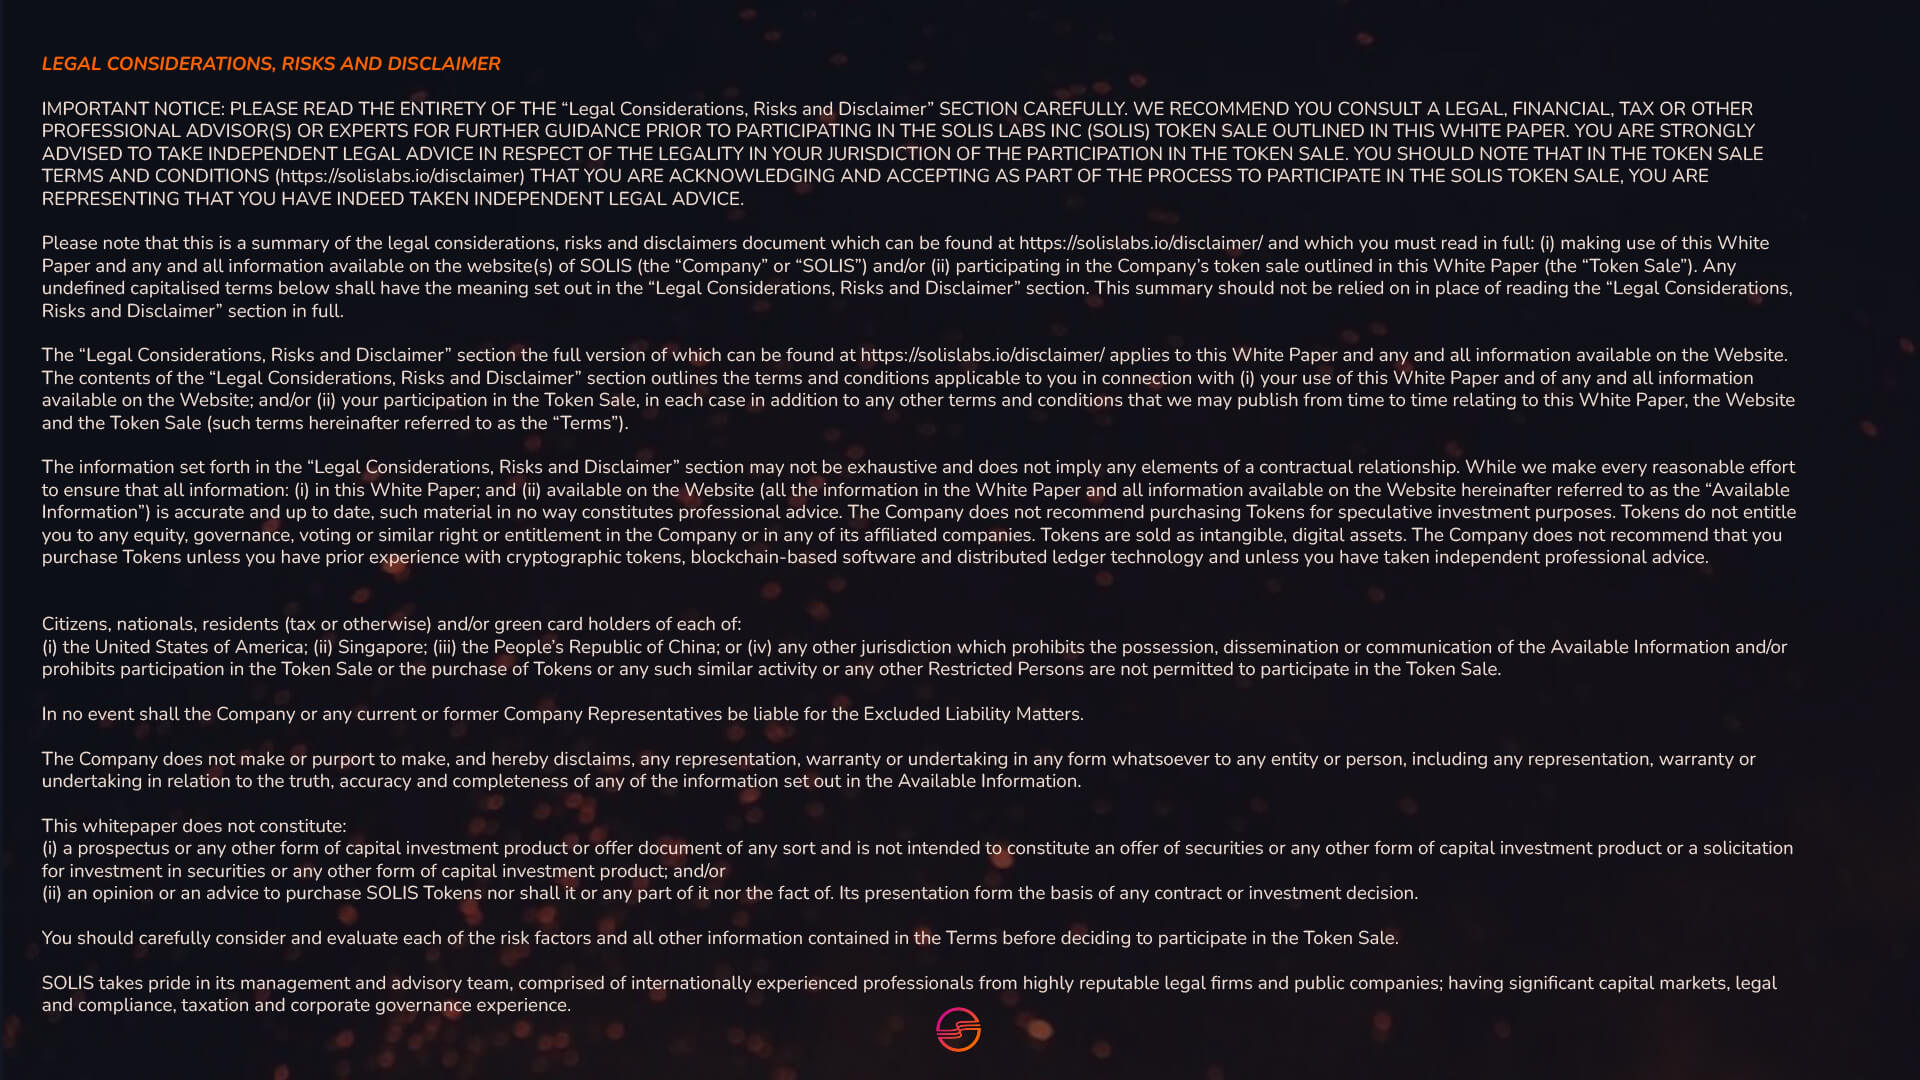 LEGAL CONSIDERATIONS, RISKS AND DISCLAIMER
IMPORTANT NOTICE: PLEASE READ THE ENTIRETY OF THE “Legal Considerations, Risks and Disclaimer” SECTION CAREFULLY. WE RECOMMEND YOU CONSULT A LEGAL, FINANCIAL, TAX OR OTHER
PROFESSIONAL ADVISOR(S) OR EXPERTS FOR FURTHER GUIDANCE PRIOR TO PARTICIPATING IN THE SOLIS LABS INC (SOLIS) TOKEN SALE OUTLINED IN THIS WHITE PAPER. YOU ARE STRONGLY
ADVISED TO TAKE INDEPENDENT LEGAL ADVICE IN RESPECT OF THE LEGALITY IN YOUR JURISDICTION OF THE PARTICIPATION IN THE TOKEN SALE. YOU SHOULD NOTE THAT IN THE TOKEN SALE
TERMS AND CONDITIONS (https://solislabs.io/disclaimer) THAT YOU ARE ACKNOWLEDGING AND ACCEPTING AS PART OF THE PROCESS TO PARTICIPATE IN THE SOLIS TOKEN SALE, YOU ARE
REPRESENTING THAT YOU HAVE INDEED TAKEN INDEPENDENT LEGAL ADVICE.
Please note that this is a summary of the legal considerations, risks and disclaimers document which can be found at https://solislabs.io/disclaimer/ and which you must read in full: (i) making use of this White
Paper and any and all information available on the website(s) of SOLIS (the “Company” or “SOLIS”) and/or (ii) participating in the Company’s token sale outlined in this White Paper (the “Token Sale”). Any
undefined capitalised terms below shall have the meaning set out in the “Legal Considerations, Risks and Disclaimer” section. This summary should not be relied on in place of reading the “Legal Considerations,
Risks and Disclaimer” section in full.
The “Legal Considerations, Risks and Disclaimer” section the full version of which can be found at https://solislabs.io/disclaimer/ applies to this White Paper and any and all information available on the Website.
The contents of the “Legal Considerations, Risks and Disclaimer” section outlines the terms and conditions applicable to you in connection with (i) your use of this White Paper and of any and all information
available on the Website; and/or (ii) your participation in the Token Sale, in each case in addition to any other terms and conditions that we may publish from time to time relating to this White Paper, the Website
and the Token Sale (such terms hereinafter referred to as the “Terms”).
The information set forth in the “Legal Considerations, Risks and Disclaimer” section may not be exhaustive and does not imply any elements of a contractual relationship. While we make every reasonable effort
to ensure that all information: (i) in this White Paper; and (ii) available on the Website (all the information in the White Paper and all information available on the Website hereinafter referred to as the “Available
Information”) is accurate and up to date, such material in no way constitutes professional advice. The Company does not recommend purchasing Tokens for speculative investment purposes. Tokens do not entitle
you to any equity, governance, voting or similar right or entitlement in the Company or in any of its affiliated companies. Tokens are sold as intangible, digital assets. The Company does not recommend that you
purchase Tokens unless you have prior experience with cryptographic tokens, blockchain-based software and distributed ledger technology and unless you have taken independent professional advice.
Citizens, nationals, residents (tax or otherwise) and/or green card holders of each of:
(i) the United States of America; (ii) Singapore; (iii) the People’s Republic of China; or (iv) any other jurisdiction which prohibits the possession, dissemination or communication of the Available Information and/or
prohibits participation in the Token Sale or the purchase of Tokens or any such similar activity or any other Restricted Persons are not permitted to participate in the Token Sale.
In no event shall the Company or any current or former Company Representatives be liable for the Excluded Liability Matters.
The Company does not make or purport to make, and hereby disclaims, any representation, warranty or undertaking in any form whatsoever to any entity or person, including any representation, warranty or
undertaking in relation to the truth, accuracy and completeness of any of the information set out in the Available Information.
This whitepaper does not constitute:
(i) a prospectus or any other form of capital investment product or offer document of any sort and is not intended to constitute an offer of securities or any other form of capital investment product or a solicitation
for investment in securities or any other form of capital investment product; and/or
(ii) an opinion or an advice to purchase SOLIS Tokens nor shall it or any part of it nor the fact of. Its presentation form the basis of any contract or investment decision.
You should carefully consider and evaluate each of the risk factors and all other information contained in the Terms before deciding to participate in the Token Sale.
SOLIS takes pride in its management and advisory team, comprised of internationally experienced professionals from highly reputable legal firms and public companies; having significant capital markets, legal
and compliance, taxation and corporate governance experience.